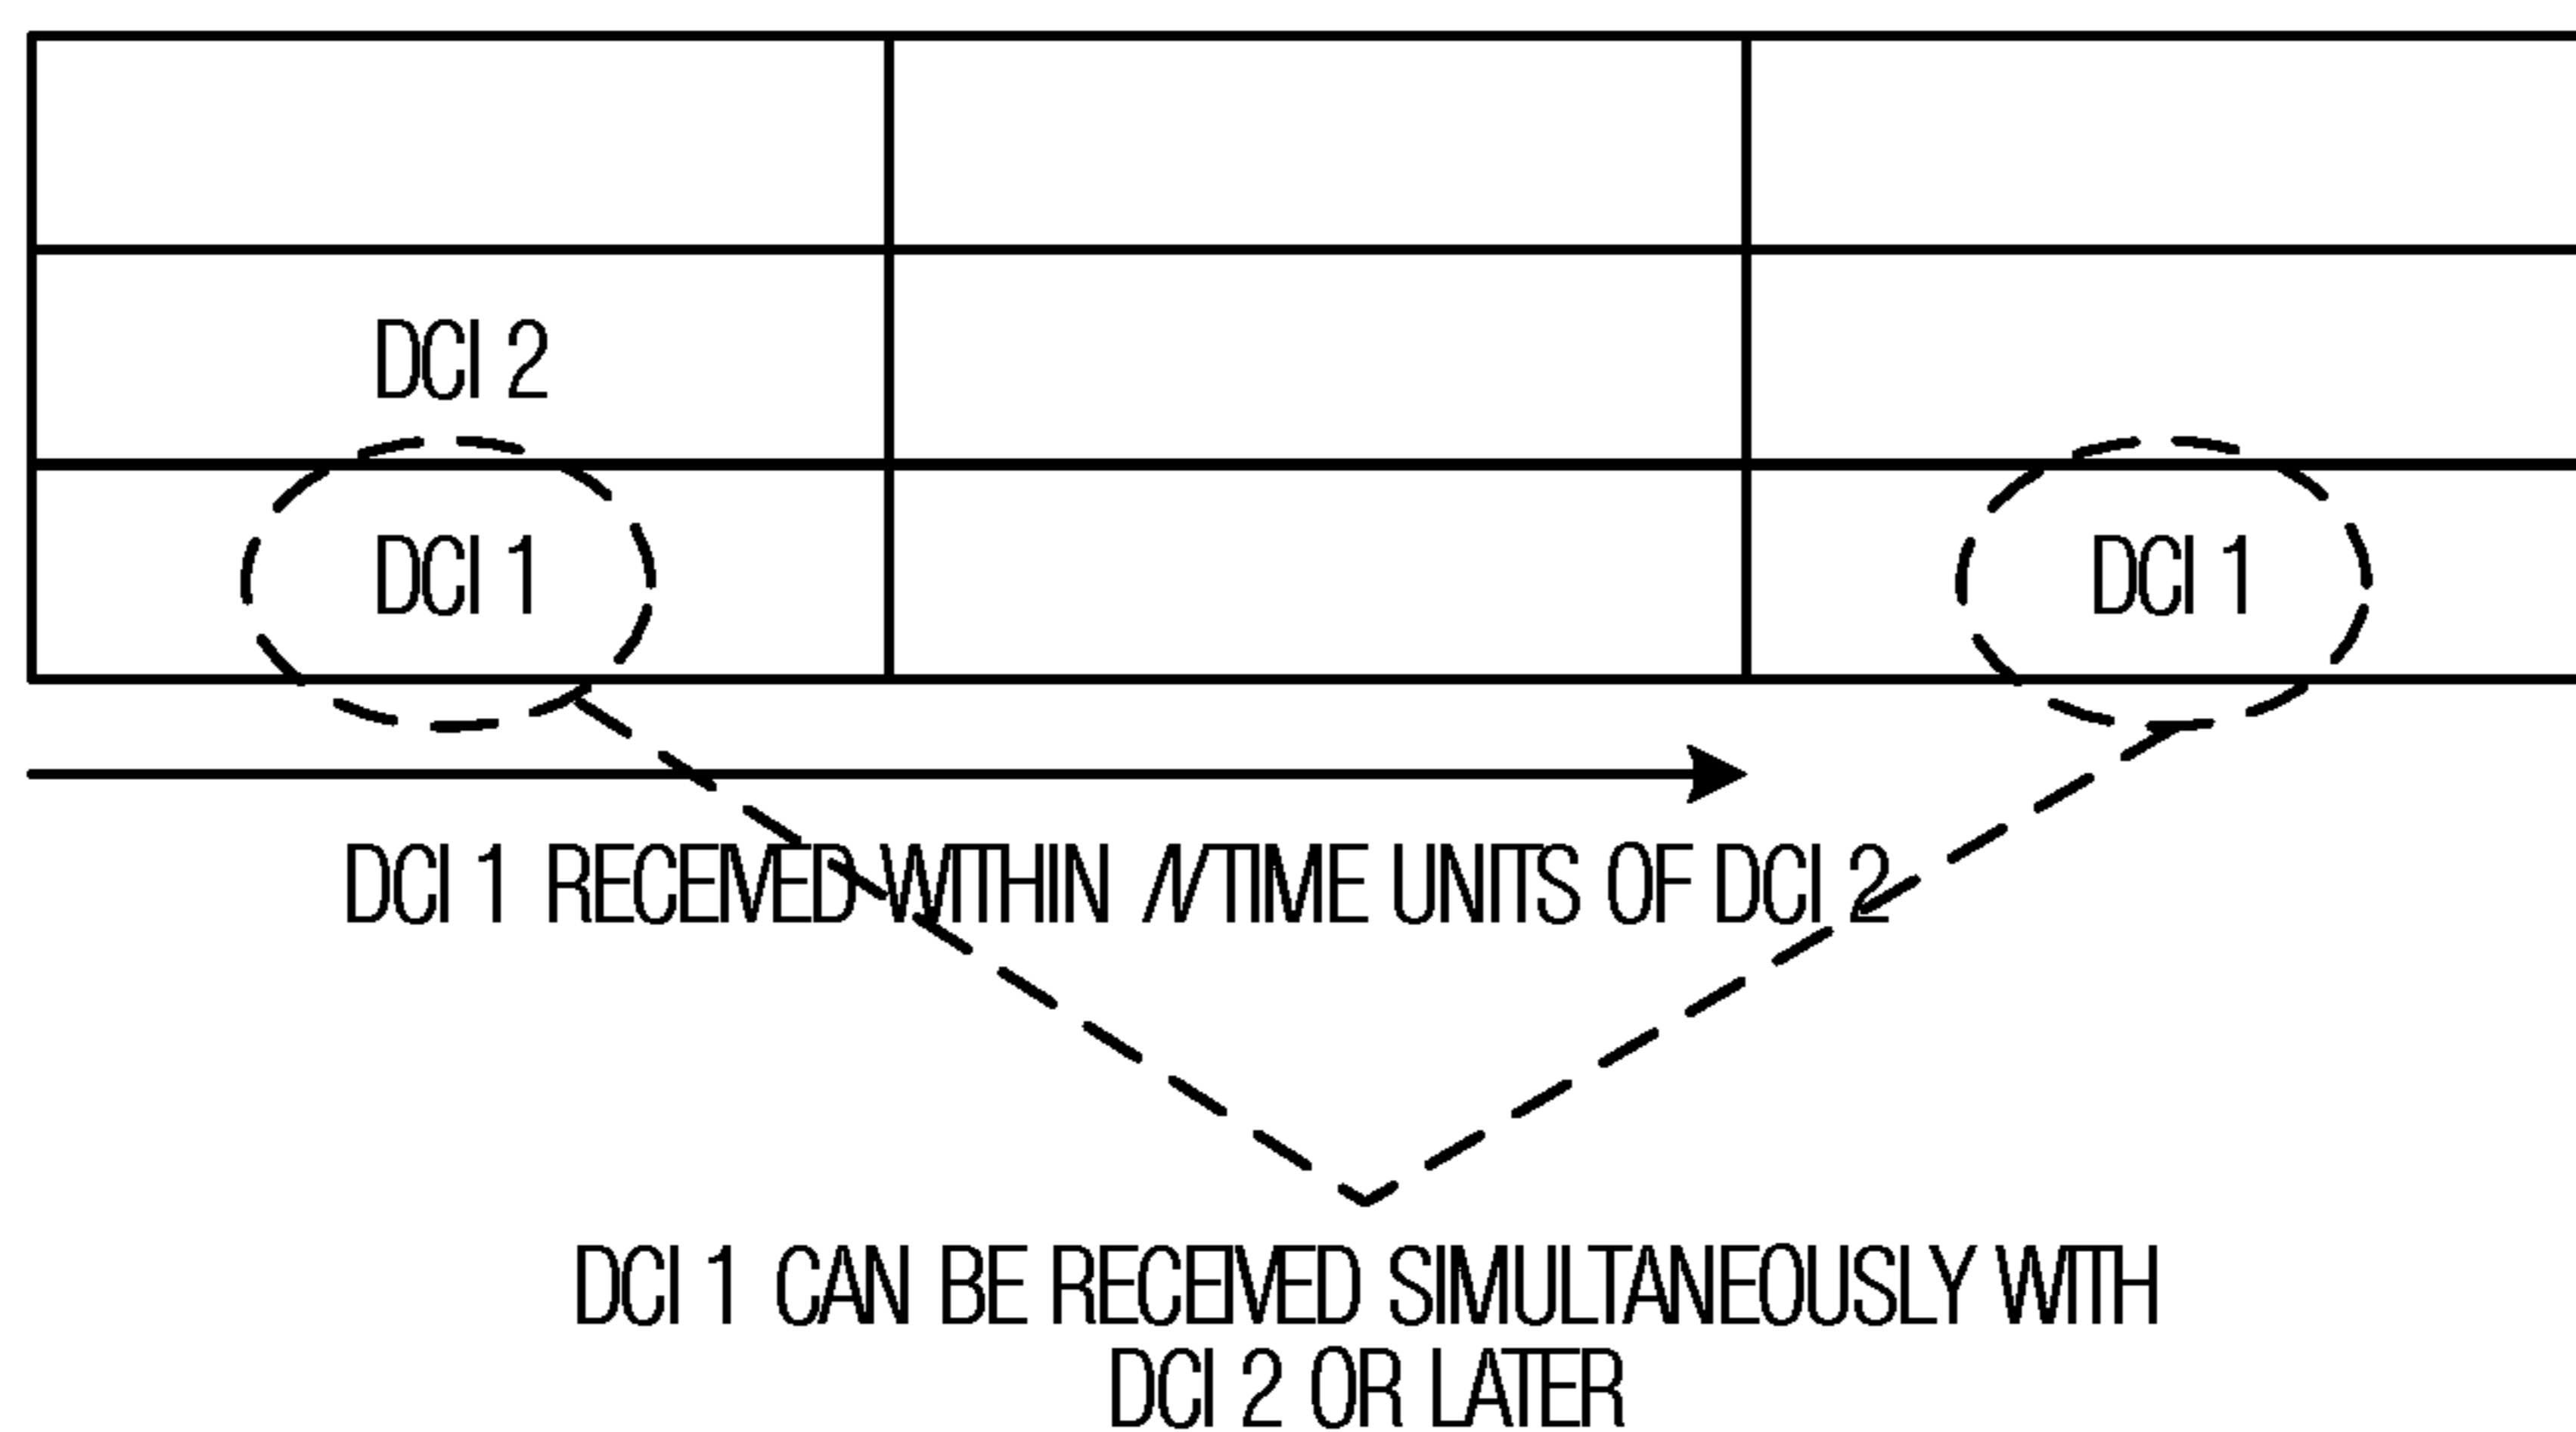 DCI 2
DCI 1
DCI 1
DCI 1 RECEIVED WITHIN N TIME UNITS OF DCI 2
DCI 1 CAN BE RECEIVED SIMULTANEOUSLY WITH
DCI 2 OR LATER